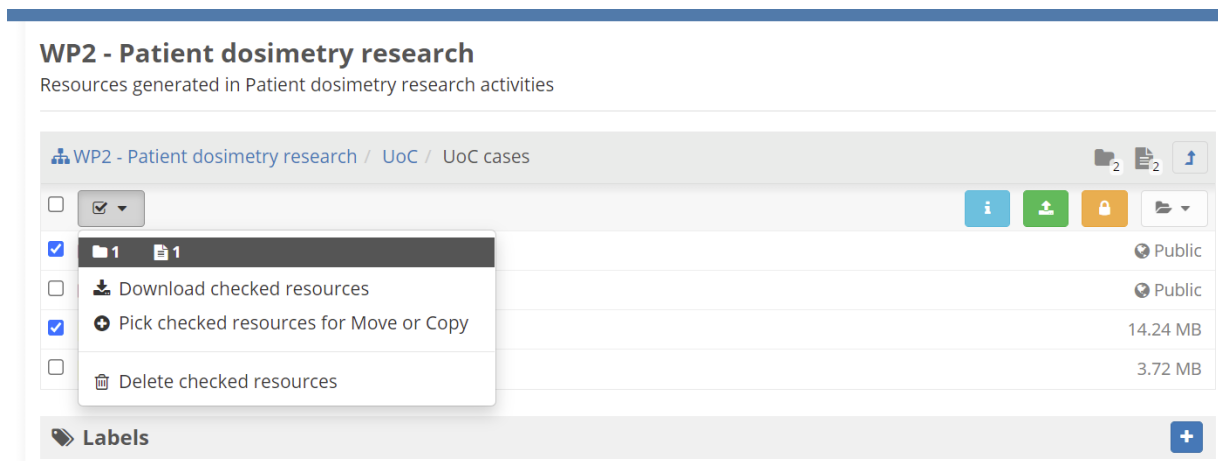 WP2 - Patient dosimetry research
Resources generated in Patient dosimetry research activities
WP2 - Patient dosimetry research / UoC / UoC cases
2 2
1 1
Public
Download checked resources
Public
Pick checked resources for Move or Copy
14.24 MB
Delete checked resources
3.72 MB
Labels